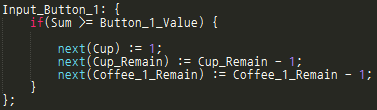 Input_Button_1: {
if(Sum >= Button_1_Value) {
next(Cup) := 1;
next(Cup_Remain) := Cup_Remain - 1;
next(Coffee_1_Remain) := Coffee_1_Remain - 1;
}
};